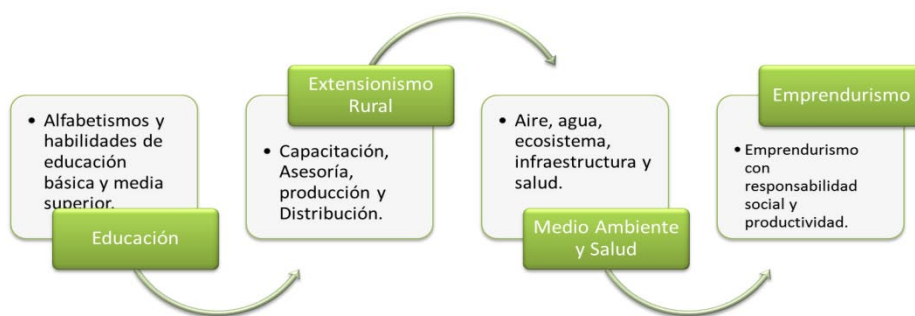 • Alfabetismos y
habilidades de
educación
básica y media
superior.
Educación
Extensionismo
Rural
• Capacitación,
Asesoría,
producción y
Distribución.
• Aire, agua,
ecosistema,
infraestructura y
salud.
Medio Ambiente
y Salud
Emprendurismo
• Emprendurismo
con
responsabilidad
social y
productividad.